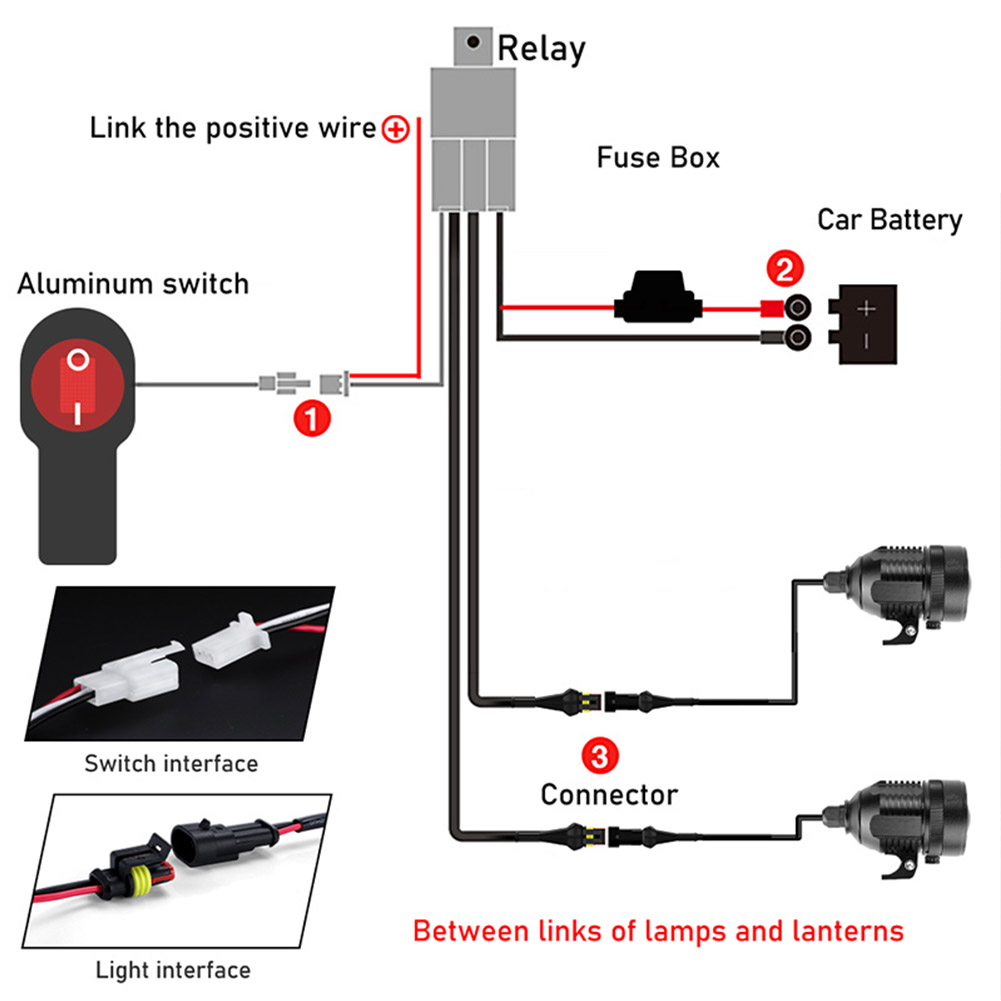 Relay
Link the positive wire +
Fuse Box
Car Battery
2
Aluminum switch
+
-
O
I
1
Switch interface
3
Connector
Between links of lamps and lanterns
Light interface